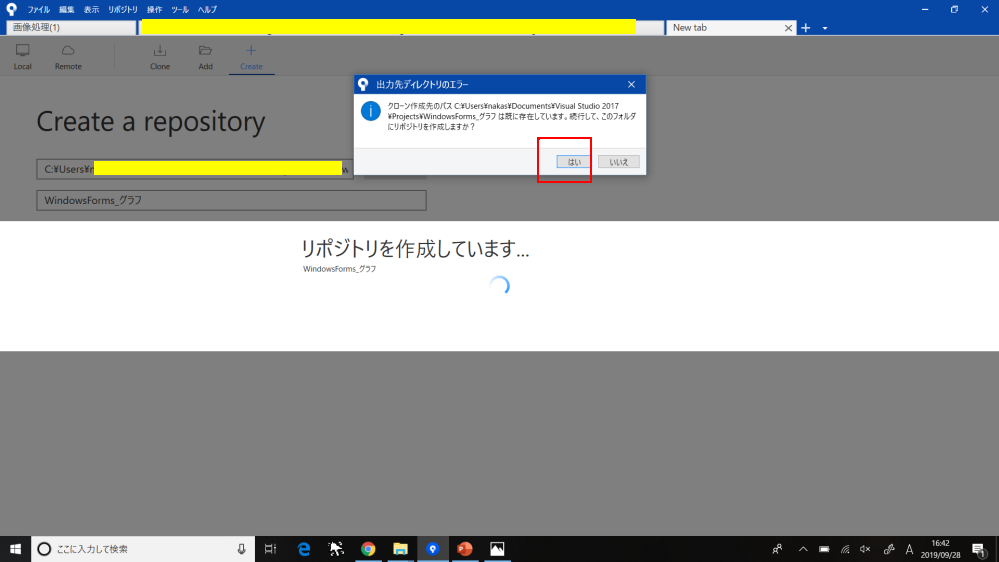 ファイル 編集 表示 リポジトリ 操作 ツール ヘルプ
画像処理(1)
New tab
Local Remote Clone Add Create
出力先ディレクトリのエラー
クローン作成先のパス C:¥Users¥nakas¥Documents¥Visual Studio 2017
¥Projects¥WindowsForms_グラフ は既に存在しています。続行して、このフォルダ
にリポジトリを作成しますか？
はい いいえ
Create a repository
C:¥Users¥n
WindowsForms_グラフ
リポジトリを作成しています...
WindowsForms_グラフ
ここに入力して検索
A
16:42
2019/09/28
1